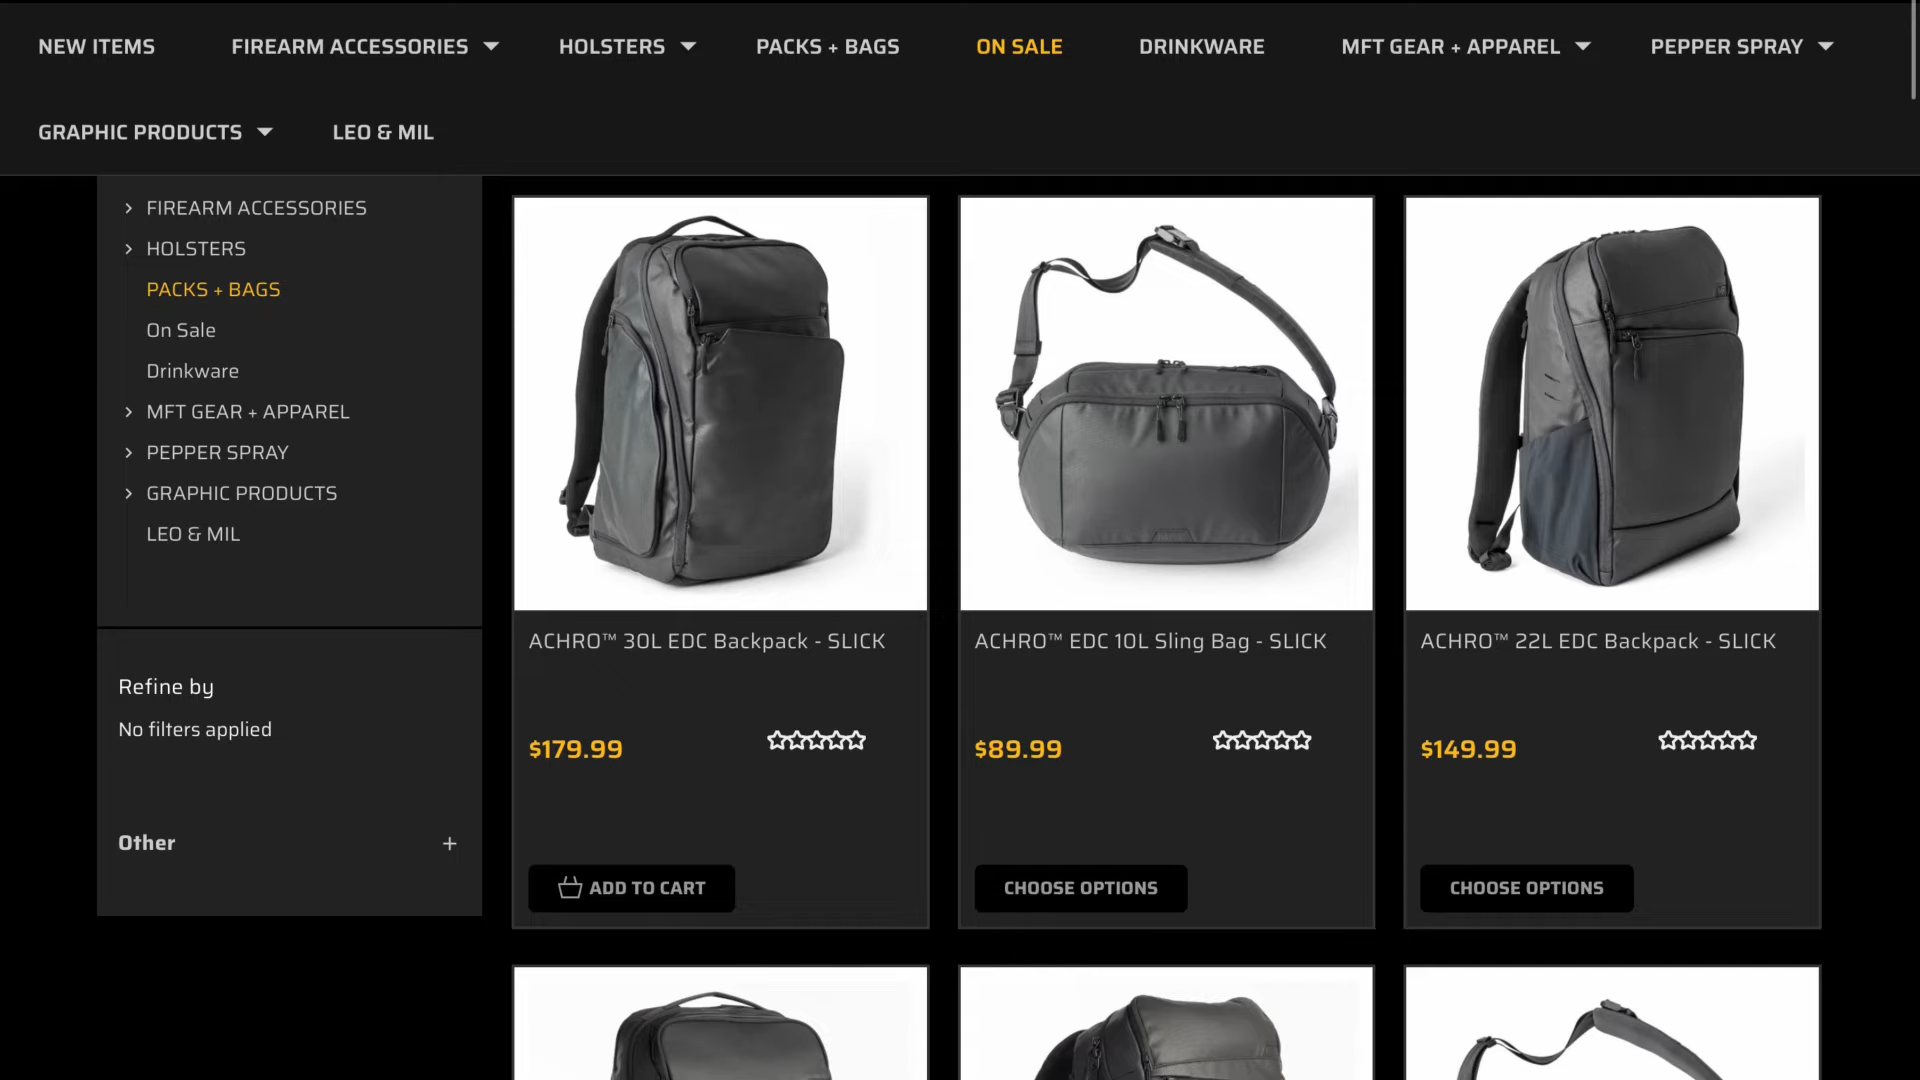 NEW ITEMS
FIREARM ACCESSORIES
HOLSTERS
PACKS + BAGS
ON SALE
DRINKWARE
MFT GEAR + APPAREL
PEPPER SPRAY
GRAPHIC PRODUCTS
LEO & MIL
FIREARM ACCESSORIES
HOLSTERS
PACKS + BAGS
On Sale
Drinkware
MFT GEAR + APPAREL
PEPPER SPRAY
GRAPHIC PRODUCTS
LEO & MIL
Refine by
No filters applied
Other
ACHRO™ 30L EDC Backpack - SLICK
$179.99
ADD TO CART
ACHRO™ EDC 10L Sling Bag - SLICK
$89.99
CHOOSE OPTIONS
ACHRO™ 22L EDC Backpack - SLICK
$149.99
CHOOSE OPTIONS